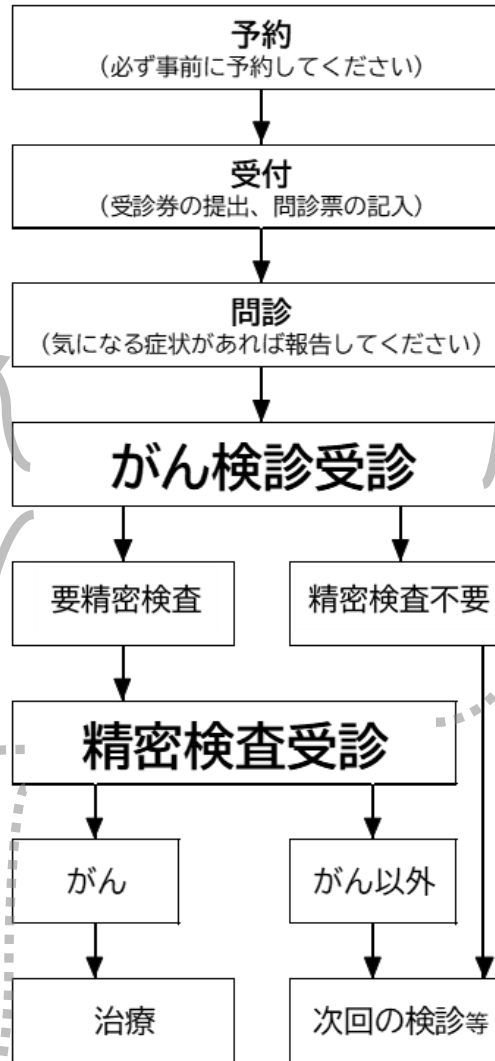 予約
（必ず事前に予約してください）
受付
（受診券の提出、問診票の記入）
問診
（気になる症状があれば報告してください）
がん検診受診
要精密検査
精密検査不要
精密検査受診
がん
がん以外
治療
次回の検診等